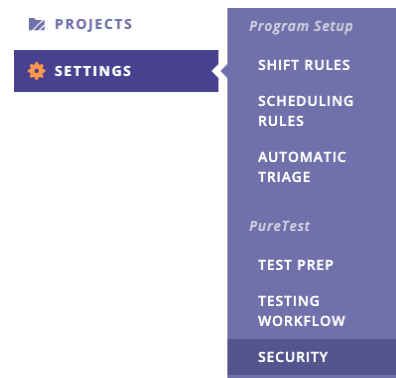 PROJECTS
SETTINGS
Program Setup
SHIFT RULES
SCHEDULING
RULES
AUTOMATIC
TRIAGE
PureTest
TEST PREP
TESTING
WORKFLOW
SECURITY